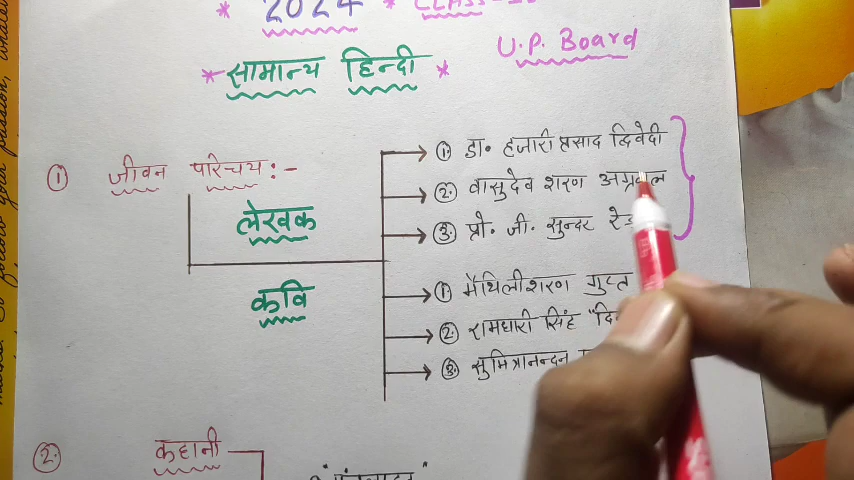 * 2024 * CLASS-
*सामान्य हिन्दी*
U.P. Board
① जीवन परिचय:-
लेखक
① डा॰ हजारी प्रसाद द्विवेदी
②. वासुदेव शरण अग्रवाल
③. प्रो॰ जी॰ सुन्दर
कवि
① मैथिलीशरण गुप्त
②. रामधारी सिंह
③. सुमित्रानन्दन
②. कहानी